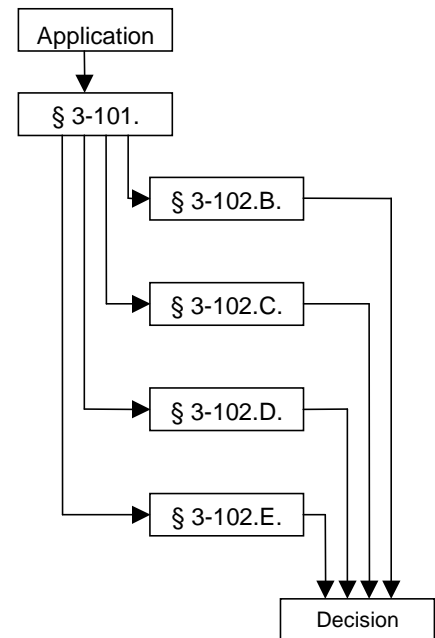 Application
§ 3-101.
§ 3-102.B.
§ 3-102.C.
§ 3-102.D.
§ 3-102.E.
Decision